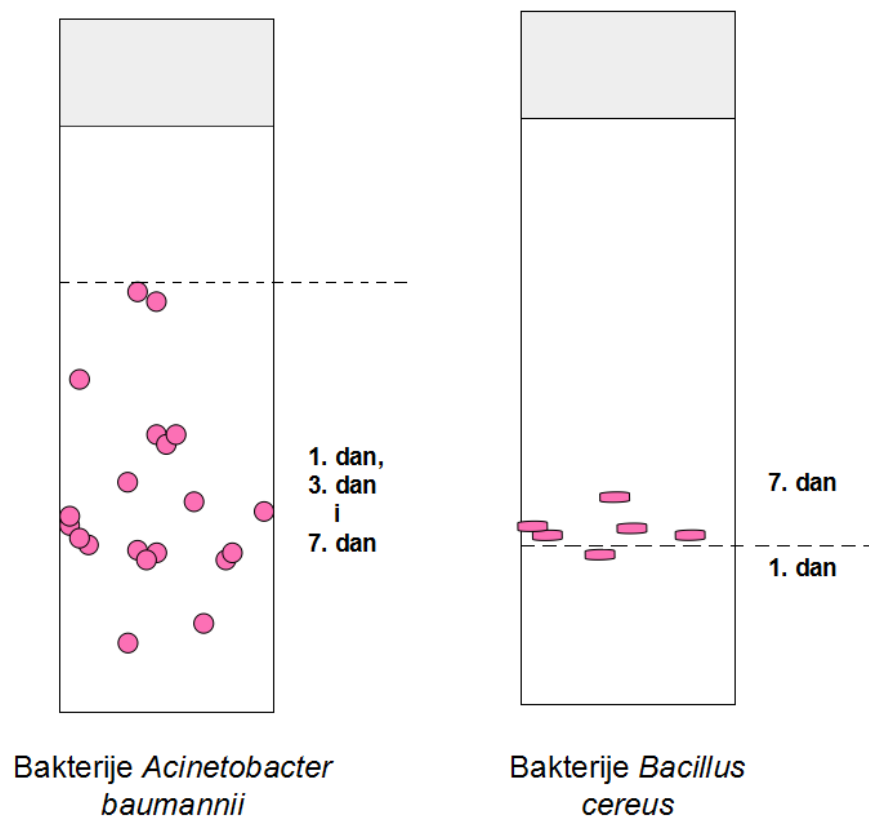 1. dan,
3. dan
i
7. dan
7. dan
1. dan
Bakterije Acinetobacter
baumannii
Bakterije Bacillus
cereus